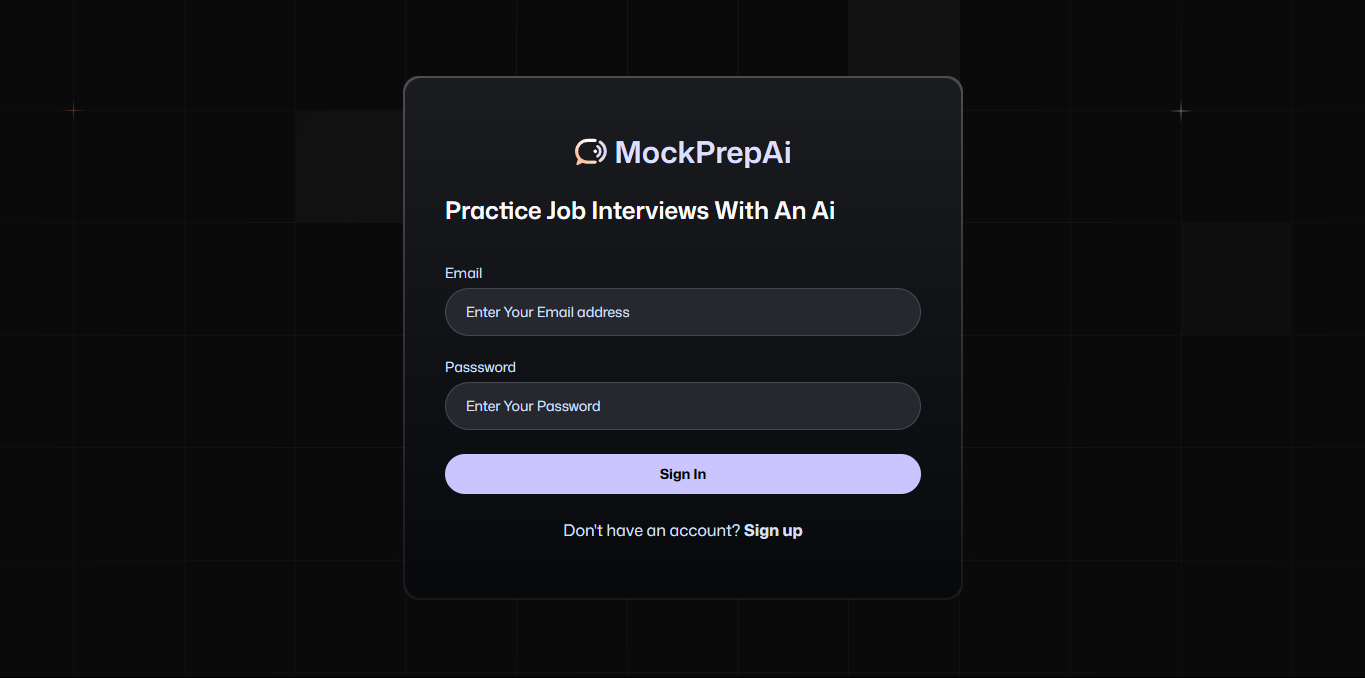 MockPrepAi
Practice Job Interviews With An Ai
Email
Enter Your Email address
Passsword
Enter Your Password
Sign In
Don't have an account? Sign up